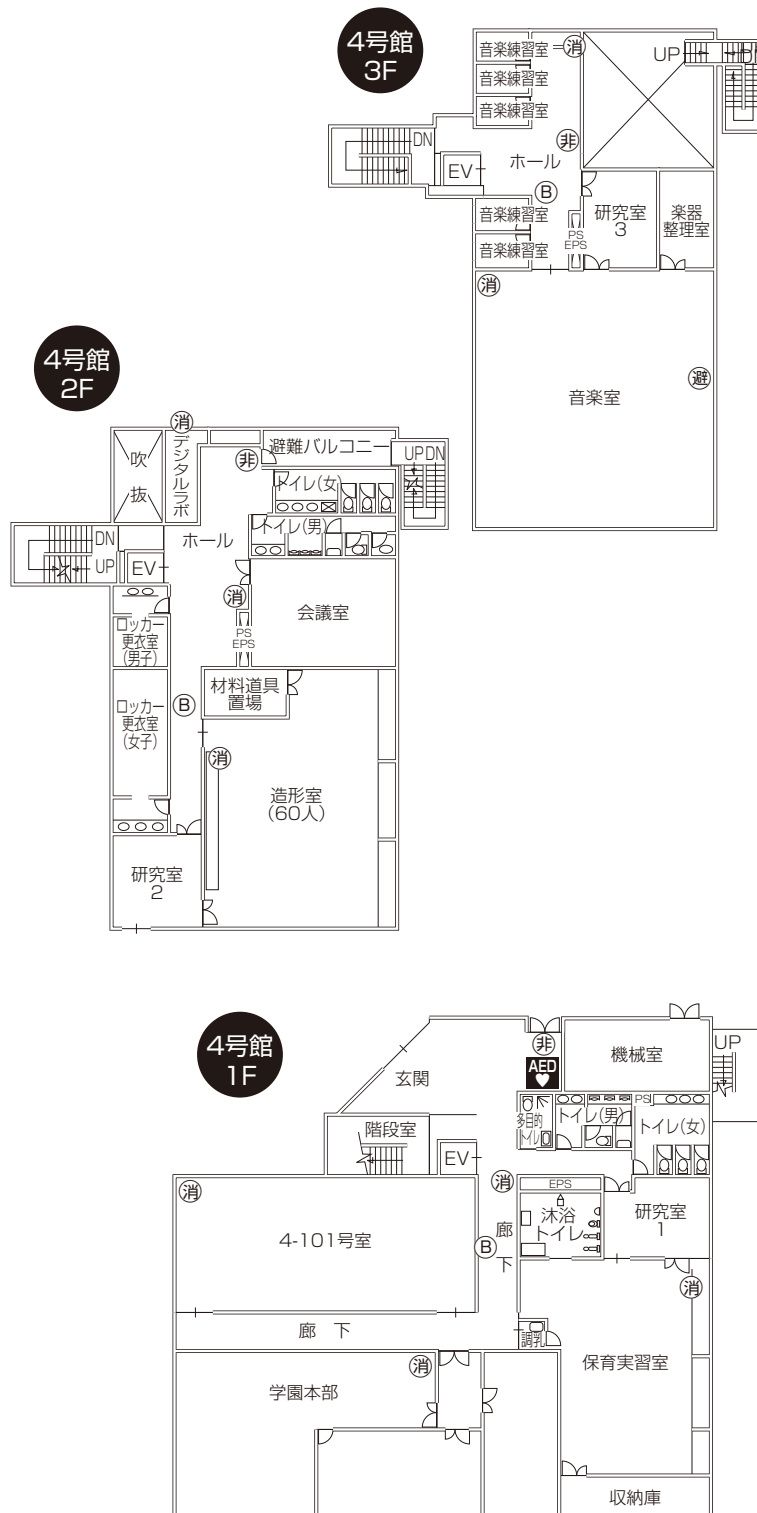 4号館
3F
音楽練習室
消
UP
DN
音楽練習室
音楽練習室
非
DN
ホール
EV
B
音楽練習室
研究室
3
楽器
整理室
PS
EPS
音楽練習室
消
避
音楽室
4号館
2F
消
デジタルラボ
吹
抜
避難バルコニー
非
UP
DN
トイレ(女)
トイレ(男)
DN
UP
ホール
EV
消
会議室
PS
EPS
ロッカー
更衣室
(男子)
材料道具
置場
B
ロッカー
更衣室
(女子)
消
造形室
(60人)
研究室
2
4号館
1F
非
AED
機械室
UP
玄関
PS
多目的
トイレ
トイレ(男)
トイレ(女)
階段室
EV
消
消
EPS
沐浴
トイレ
研究室
1
4-101号室
廊
下
B
消
廊 下
調乳
保育実習室
消
学園本部
収納庫